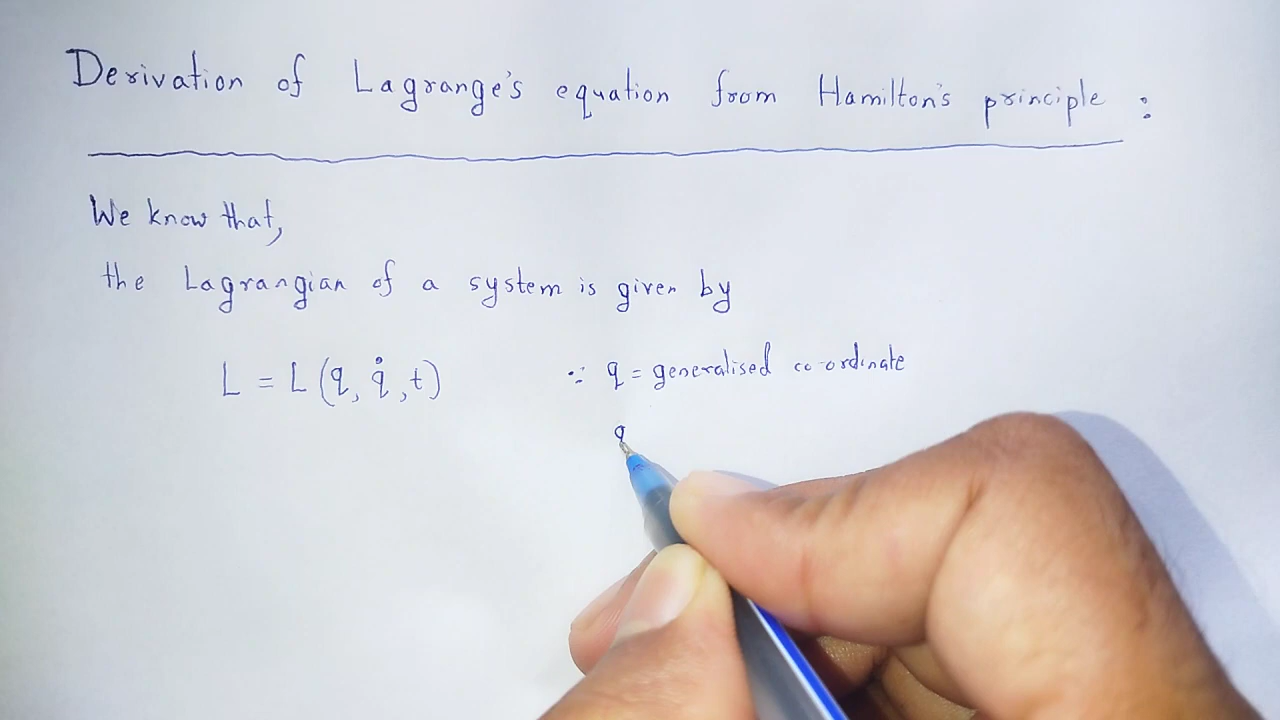 Derivation of Lagrange's equation from Hamilton's principle :
We know that,
the Lagrangian of a system is given by
L = L(q, q̇, t) ∵ q = generalised co-ordinate
q